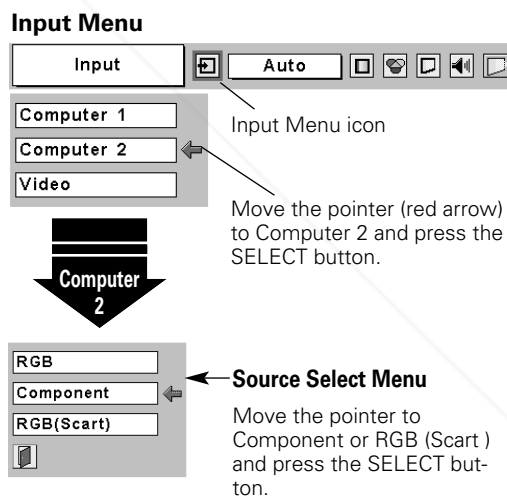 Input Menu
Input
Auto
Computer 1
Computer 2
Video
Input Menu icon
Move the pointer (red arrow)
to Computer 2 and press the
SELECT button.
Computer
2
RGB
Component
RGB(Scart)
Source Select Menu
Move the pointer to
Component or RGB (Scart )
and press the SELECT but-
ton.